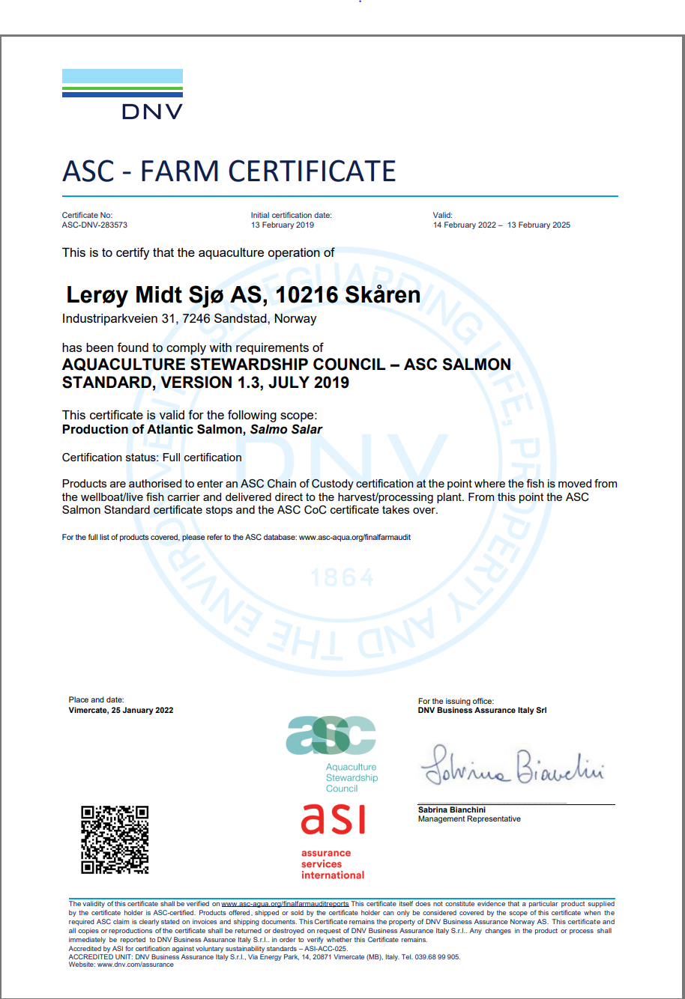 DNV
ASC - FARM CERTIFICATE
Certificate No:
ASC-DNV-283573
Initial certification date:
13 February 2019
Valid:
14 February 2022 – 13 February 2025
This is to certify that the aquaculture operation of
Lerøy Midt Sjø AS, 10216 Skåren
Industriparkveien 31, 7246 Sandstad, Norway
has been found to comply with requirements of
AQUACULTURE STEWARDSHIP COUNCIL – ASC SALMON
STANDARD, VERSION 1.3, JULY 2019
This certificate is valid for the following scope:
Production of Atlantic Salmon, Salmo Salar
Certification status: Full certification
Products are authorised to enter an ASC Chain of Custody certification at the point where the fish is moved from
the wellboat/live fish carrier and delivered direct to the harvest/processing plant. From this point the ASC
Salmon Standard certificate stops and the ASC CoC certificate takes over.
For the full list of products covered, please refer to the ASC database: www.asc-aqua.org/finalfarmaudit
SAFEGUARDING LIFE, PROPERTY AND THE ENVIRONMENT
DNV
1864
Place and date:
Vimercate, 25 January 2022
For the issuing office:
DNV Business Assurance Italy Srl
asc
Aquaculture
Stewardship
Council
Sabrina Bianchini
Sabrina Bianchini
Management Representative
asi
assurance
services
international
The validity of this certificate shall be verified on www.asc-aqua.org/finalfarmauditreports This certificate itself does not constitute evidence that a particular product supplied
by the certificate holder is ASC-certified. Products offered, shipped or sold by the certificate holder can only be considered covered by the scope of this certificate when the
required ASC claim is clearly stated on invoices and shipping documents. This Certificate remains the property of DNV Business Assurance Norway AS. This certificate and
all copies or reproductions of the certificate shall be returned or destroyed on request of DNV Business Assurance Italy S.r.l.. Any changes in the product or process shall
immediately be reported to DNV Business Assurance Italy S.r.l.. in order to verify whether this Certificate remains.
Accredited by ASI for certification against voluntary sustainability standards – ASI-ACC-025.
ACCREDITED UNIT: DNV Business Assurance Italy S.r.l., Via Energy Park, 14, 20871 Vimercate (MB), Italy. Tel. 039.68 99 905.
Website: www.dnv.com/assurance